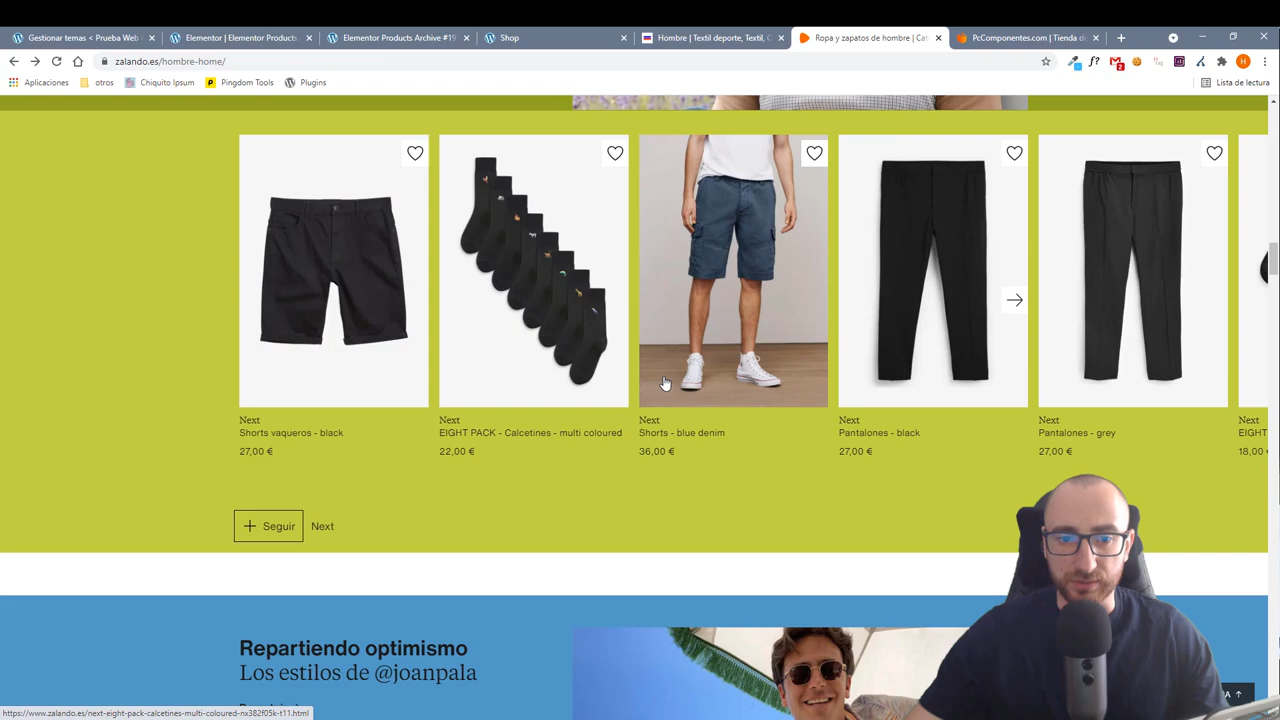 Gestionar temas < Prueba Web
Elementor | Elementor Products
Elementor Products Archive #19
Shop
Hombre | Textil deporte, Textil, C
Ropa y zapatos de hombre | Cat
PcComponentes.com | Tienda de
zalando.es/hombre-home/
Aplicaciones
otros
Chiquito Ipsum
Pingdom Tools
Plugins
Lista de lectura
Next
Shorts vaqueros - black
27,00 €
Next
EIGHT PACK - Calcetines - multi coloured
22,00 €
Next
Shorts - blue denim
36,00 €
Next
Pantalones - black
27,00 €
Next
Pantalones - grey
27,00 €
EIGHT
18,00 €
Seguir
Next
Repartiendo optimismo
Los estilos de @joanpala
https://www.zalando.es/next-eight-pack-calcetines-multi-coloured-nx382f05k-t11.html